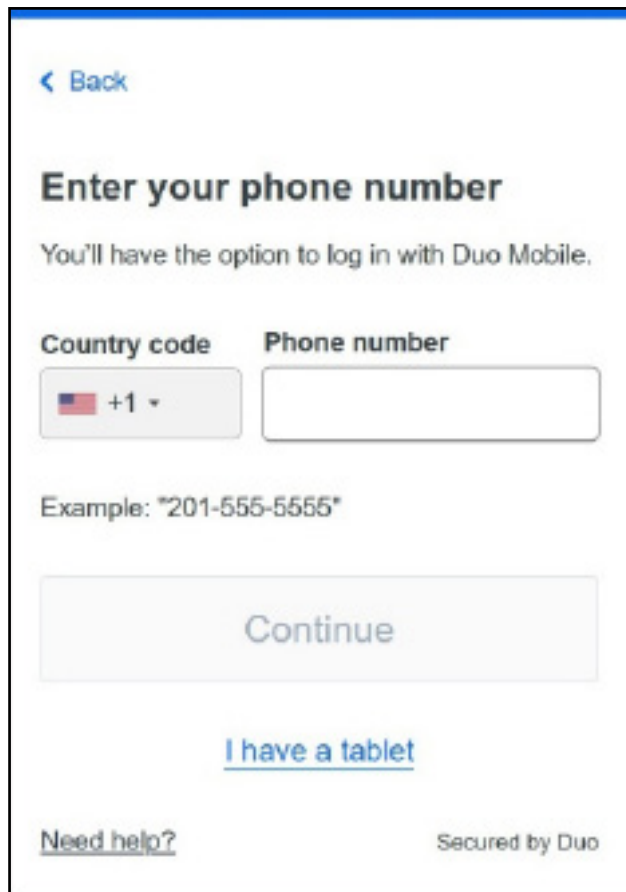 Back
Enter your phone number
You'll have the option to log in with Duo Mobile.
Country code Phone number
+1
Example: "201-555-5555"
Continue
I have a tablet
Need help? Secured by Duo